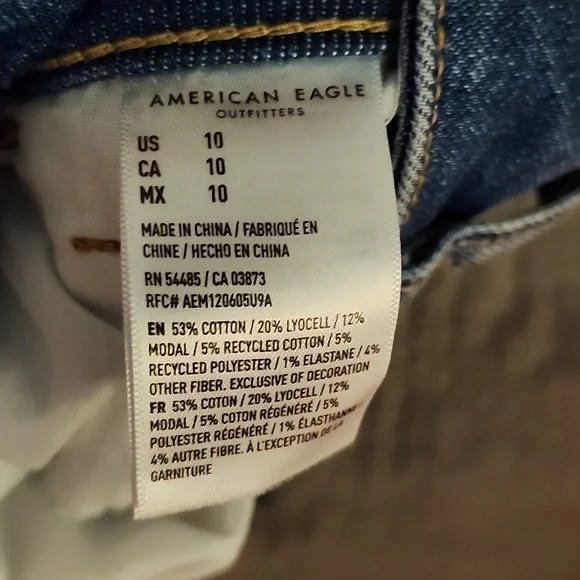 AMERICAN EAGLE
OUTFITTERS
US 10
CA 10
MX 10
MADE IN CHINA / FABRIQUÉ EN
CHINE / HECHO EN CHINA
RN 54485 / CA 03873
RFC# AEM120605U9A
EN 53% COTTON / 20% LYOCELL / 12%
MODAL / 5% RECYCLED COTTON / 5%
RECYCLED POLYESTER / 1% ELASTANE / 4%
OTHER FIBER. EXCLUSIVE OF DECORATION
FR 53% COTON / 20% LYOCELL / 12%
MODAL / 5% COTON RÉGÉNÉRÉ / 5%
POLYESTER RÉGÉNÉRÉ / 1% ÉLASTHANNE
4% AUTRE FIBRE. À L'EXCEPTION DE LA
GARNITURE